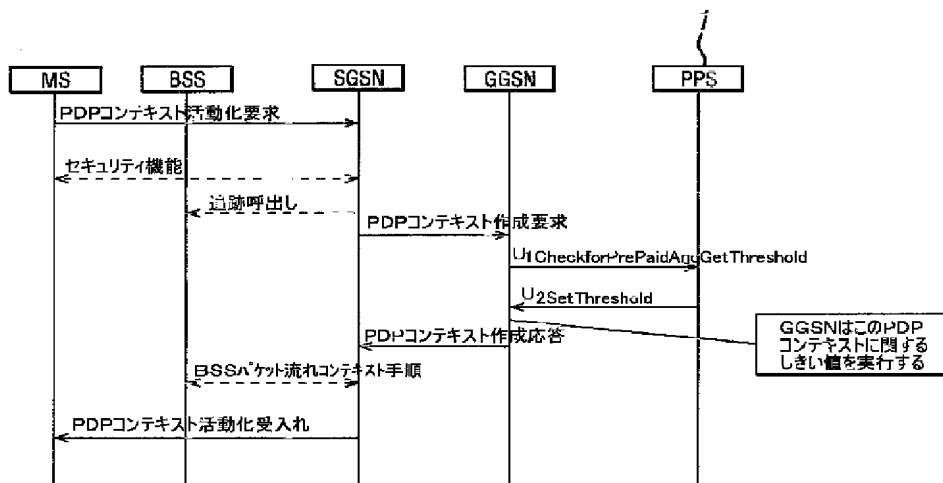 MS
BSS
SGSN
GGSN
PPS
PDPコンテキスト活動化要求
セキュリティ機能
追跡呼出し
PDPコンテキスト作成要求
U1CheckforPrePaidAndGetThreshold
U2SetThreshold
PDPコンテキスト作成応答
GGSNはこのPDP
コンテキストに関する
しきい値を実行する
BSSパケット流れコンテキスト手順
PDPコンテキスト活動化受入れ